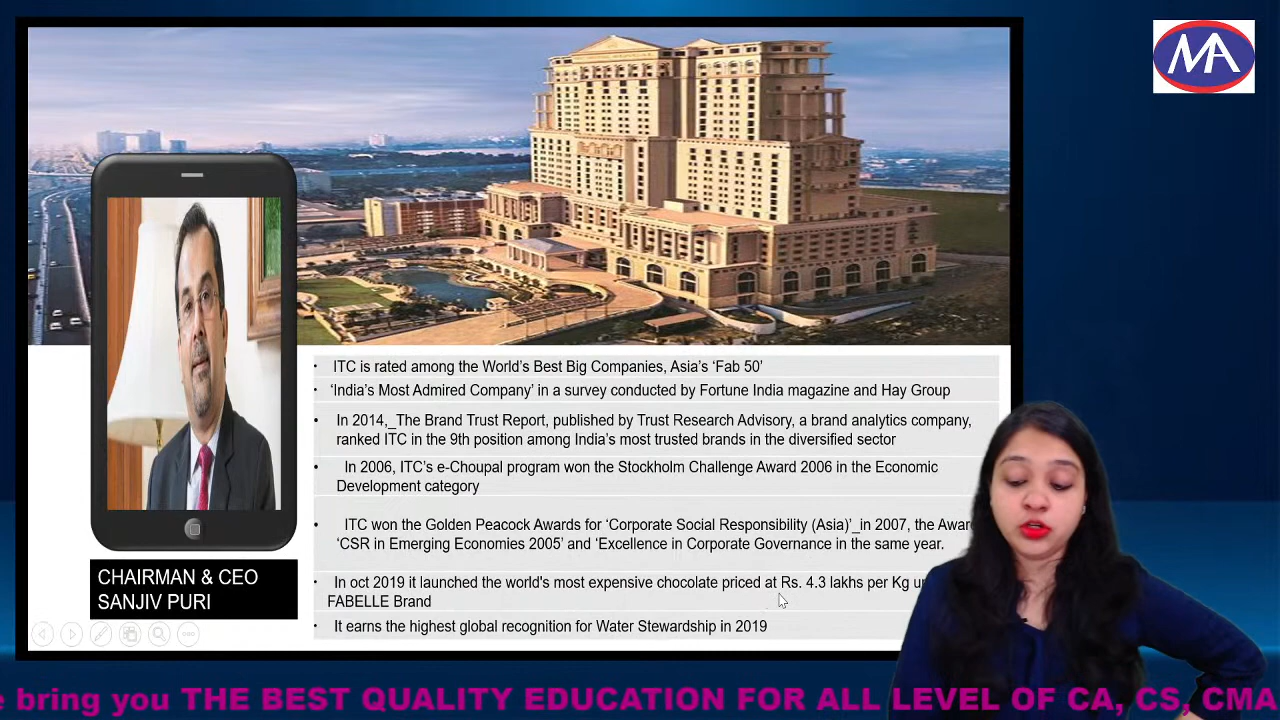 MA
ITC is rated among the World's Best Big Companies, Asia's 'Fab 50'
'India's Most Admired Company' in a survey conducted by Fortune India magazine and Hay Group
In 2014,_The Brand Trust Report, published by Trust Research Advisory, a brand analytics company,
ranked ITC in the 9th position among India's most trusted brands in the diversified sector
In 2006, ITC's e-Choupal program won the Stockholm Challenge Award 2006 in the Economic
Development category
ITC won the Golden Peacock Awards for 'Corporate Social Responsibility (Asia)'_in 2007, the
'CSR in Emerging Economies 2005' and 'Excellence in Corporate Governance in the same year.
In oct 2019 it launched the world's most expensive chocolate priced at Rs. 4.3 lakhs per Kg
FABELLE Brand
It earns the highest global recognition for Water Stewardship in 2019
CHAIRMAN & CEO
SANJIV PURI
e bring you THE BEST QUALITY EDUCATION FOR ALL LEVEL OF CA, CS, CMA